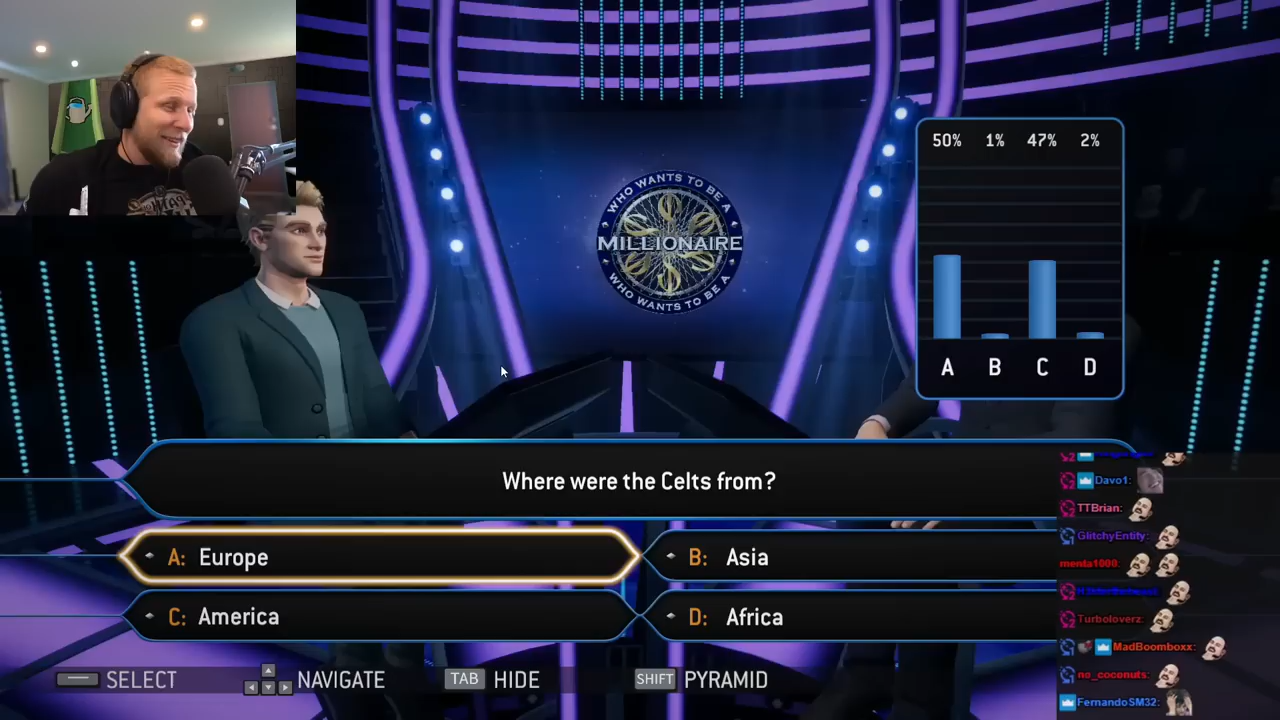 50% 1% 47% 2%
WHO WANTS TO BE A
MILLIONAIRE
WHO WANTS TO BE A
A B C D
Where were the Celts from?
A: Europe
B: Asia
C: America
D: Africa
SELECT NAVIGATE TAB HIDE SHIFT PYRAMID
Davo1:
TTBrian:
GlitchyEntity:
menta1000:
Turboloverz:
MadBoomboxx:
no_coconuts:
FernandoSM32: